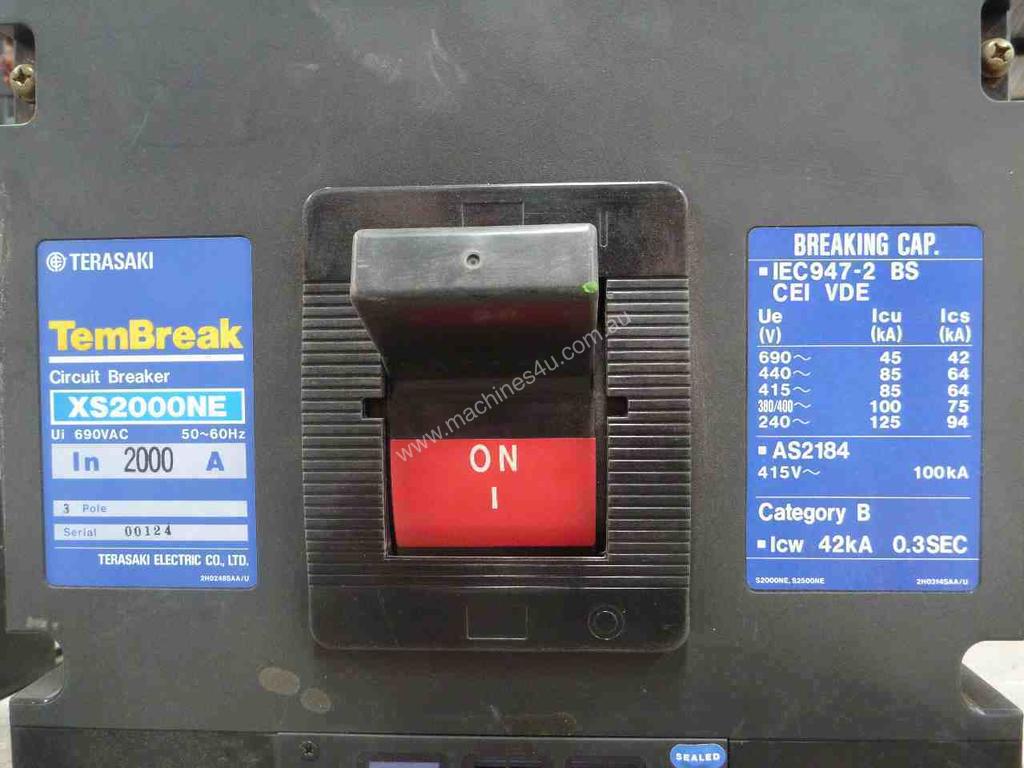 TERASAKI
TemBreak
Circuit Breaker
XS2000NE
Ui 690VAC 50~60Hz
In 2000 A
3 Pole
Serial 00124
TERASAKI ELECTRIC CO., LTD.
2H0248SAA/U
ON
I
www.machines4u.com.au
BREAKING CAP.
▪IEC947-2 BS
CEI VDE
Ue Icu Ics
(V) (kA) (kA)
690~ 45 42
440~ 85 64
415~ 85 64
380/400~ 100 75
240~ 125 94
▪AS2184
415V~ 100kA
Category B
▪Icw 42kA 0.3SEC
S2000NE, S2500NE 2H0314SAA/U
SEALED